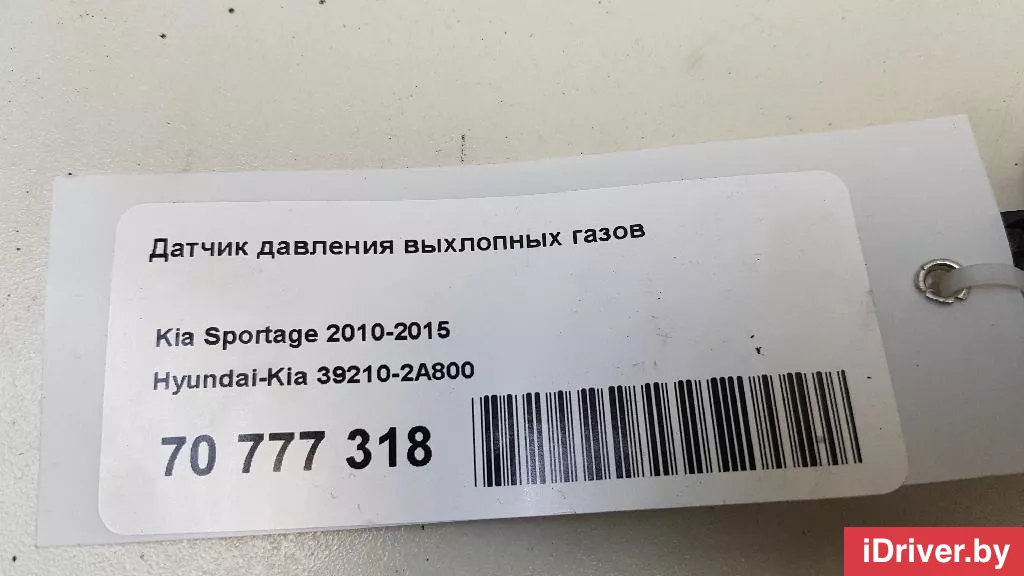 Датчик давления выхлопных газов
Kia Sportage 2010-2015
Hyundai-Kia 39210-2A800
70 777 318
iDriver.by